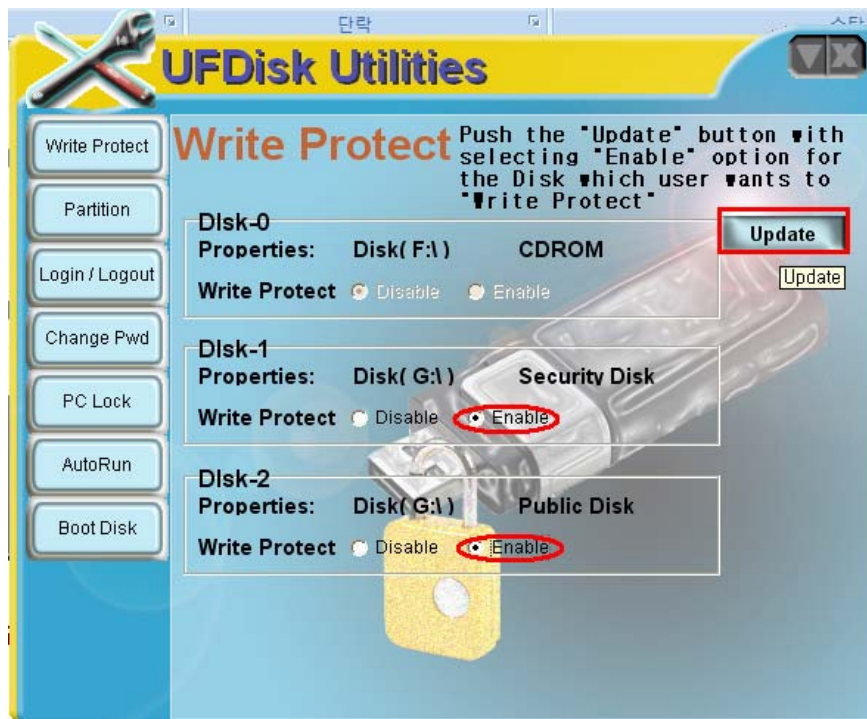 단락
스타
UFDisk Utilities
Write Protect
Partition
Login / Logout
Change Pwd
PC Lock
AutoRun
Boot Disk
Write Protect
Push the "Update" button with
selecting "Enable" option for
the Disk which user wants to
"Write Protect"
Update
Update
DIsk-0
Properties: Disk( F:\ ) CDROM
Write Protect Disable Enable
DIsk-1
Properties: Disk( G:\ ) Security Disk
Write Protect Disable Enable
DIsk-2
Properties: Disk( G:\ ) Public Disk
Write Protect Disable Enable